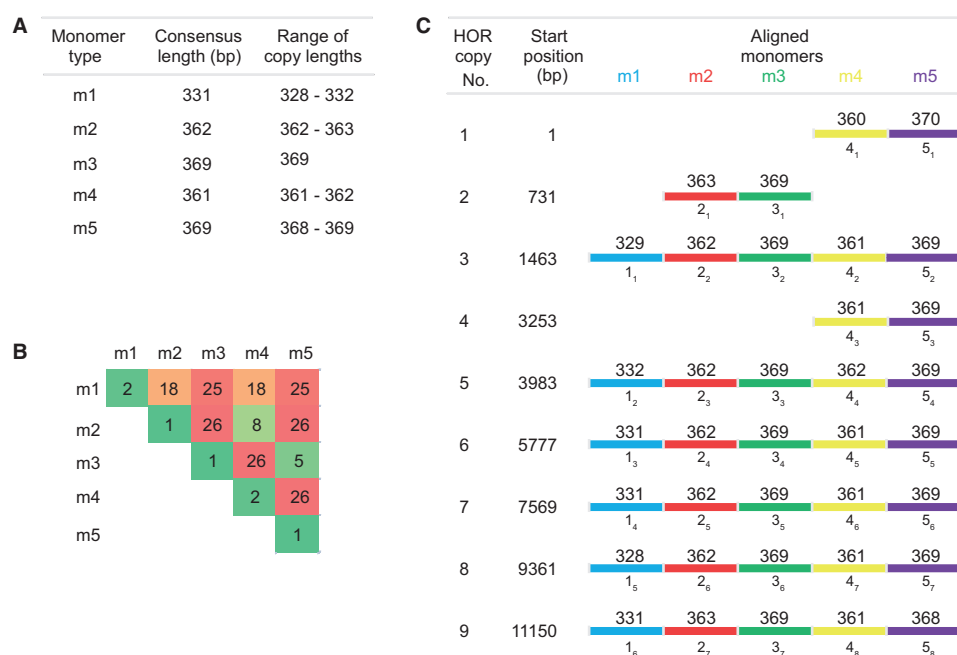 A
Monomer type Consensus length (bp) Range of copy lengths
m1 331 328 - 332
m2 362 362 - 363
m3 369 369
m4 361 361 - 362
m5 369 368 - 369
B
m1 m2 m3 m4 m5
m1 2 18 25 18 25
m2 1 26 8 26
m3 1 26 5
m4 2 26
m5 1
C
HOR copy No. Start position (bp) Aligned monomers
m1 m2 m3 m4 m5
360 370
1 1
4₁ 5₁
363 369
2 731
2₁ 3₁
329 362 369 361 369
3 1463
1₁ 2₂ 3₂ 4₂ 5₂
361 369
4 3253
4₃ 5₃
332 362 369 362 369
5 3983
1₂ 2₃ 3₃ 4₄ 5₄
331 362 369 361 369
6 5777
1₃ 2₄ 3₄ 4₅ 5₅
331 362 369 361 369
7 7569
1₄ 2₅ 3₅ 4₆ 5₆
328 362 369 361 369
8 9361
1₅ 2₆ 3₆ 4₇ 5₇
331 363 369 361 368
9 11150
1₆ 2₇ 3₇ 4₈ 5₈